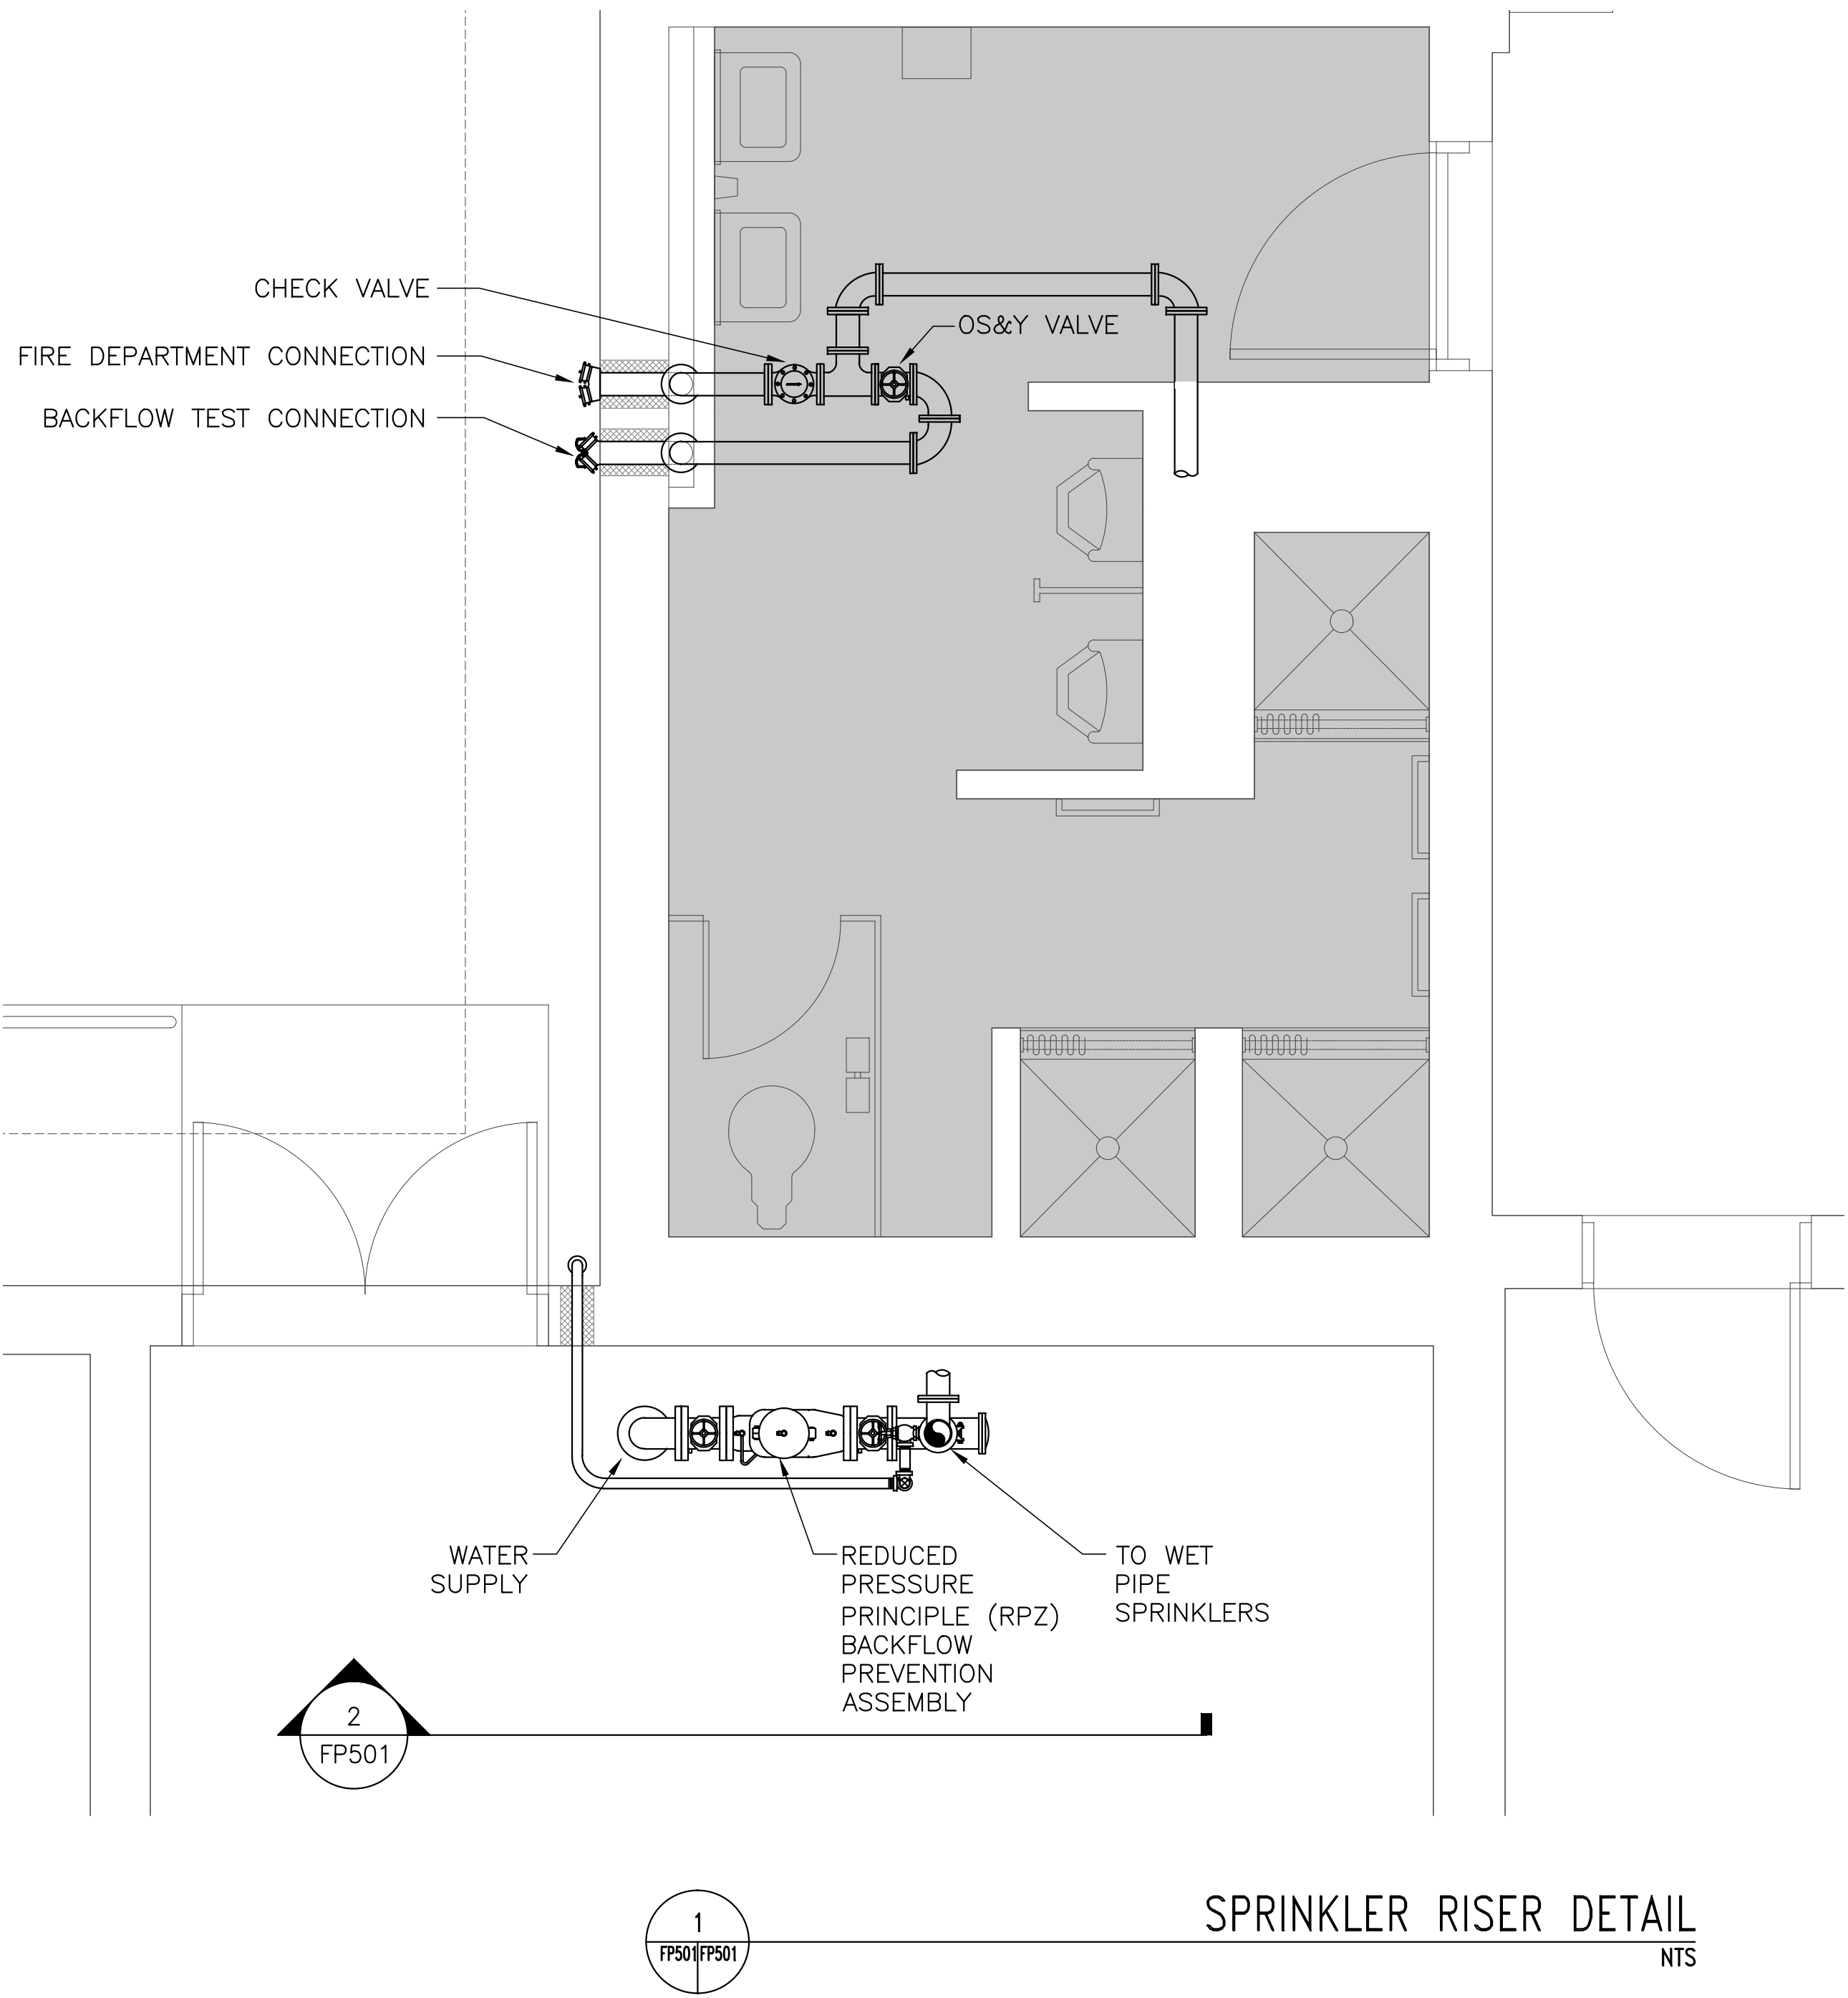 CHECK VALVE
OS&Y VALVE
FIRE DEPARTMENT CONNECTION
BACKFLOW TEST CONNECTION
WATER
SUPPLY
REDUCED
PRESSURE
PRINCIPLE (RPZ)
BACKFLOW
PREVENTION
ASSEMBLY
TO WET
PIPE
SPRINKLERS
2
FP501
1
FP501 FP501
SPRINKLER RISER DETAIL
NTS